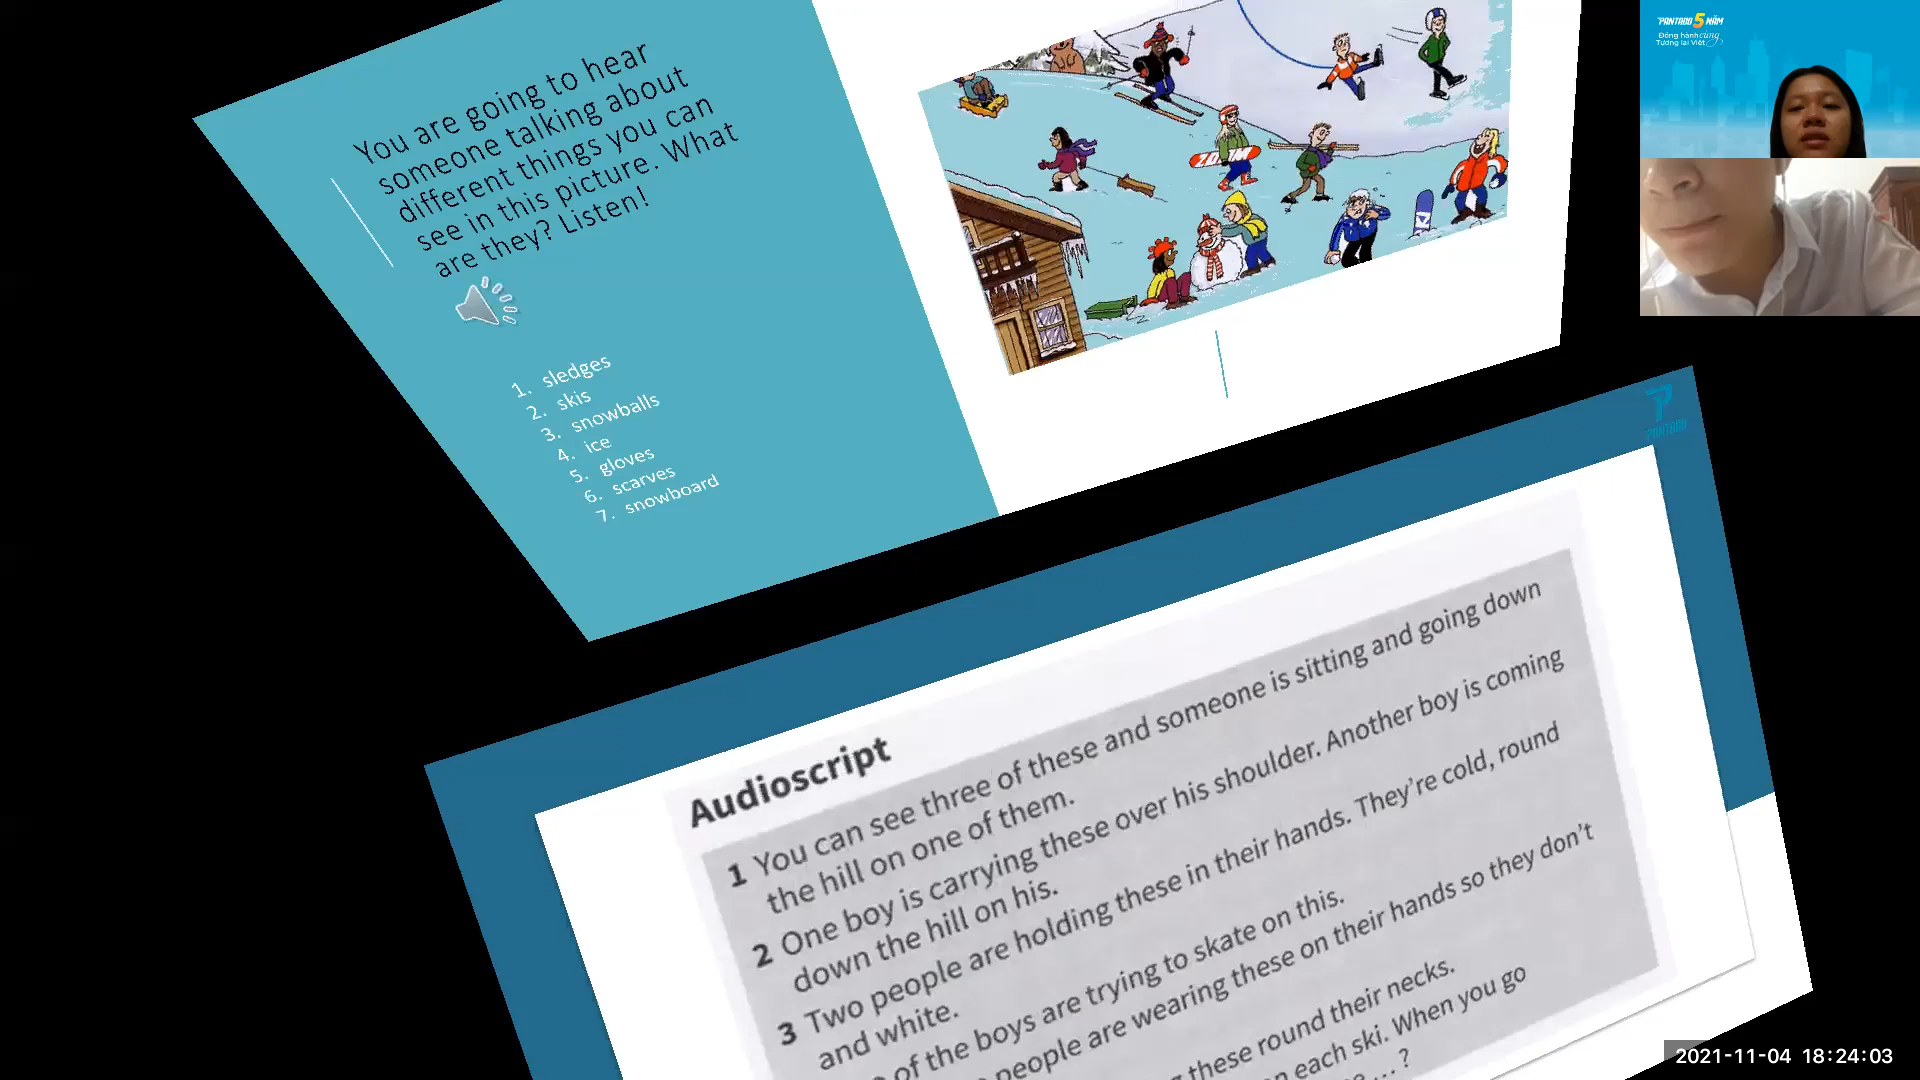 You are going to hear
someone talking about
different things you can
see in this picture. What
are they? Listen!
1. sledges
2. skis
3. snowballs
4. ice
5. gloves
6. scarves
7. snowboard
ZOOM
PANTADO 5 NĂM
Đồng hành cùng
Tương lai Việt
PANTADO
Audioscript
1 You can see three of these and someone is sitting and going down
the hill on one of them.
2 One boy is carrying these over his shoulder. Another boy is coming
down the hill on his.
3 Two people are holding these in their hands. They're cold, round
and white.
of the boys are trying to skate on this.
people are wearing these on their hands so they don't
these round their necks.
on each ski. When you go
… ?
2021-11-04 18:24:03